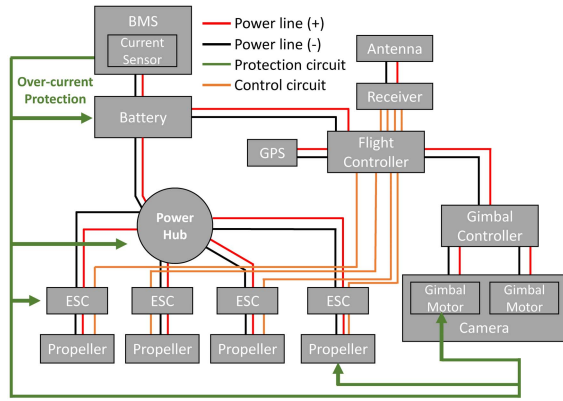 BMS
Current
Sensor
Power line (+)
Power line (-)
Protection circuit
Control circuit
Antenna
Receiver
Over-current
Protection
Battery
GPS
Flight
Controller
Power
Hub
Gimbal
Controller
ESC
ESC
ESC
ESC
Gimbal
Motor
Gimbal
Motor
Camera
Propeller
Propeller
Propeller
Propeller